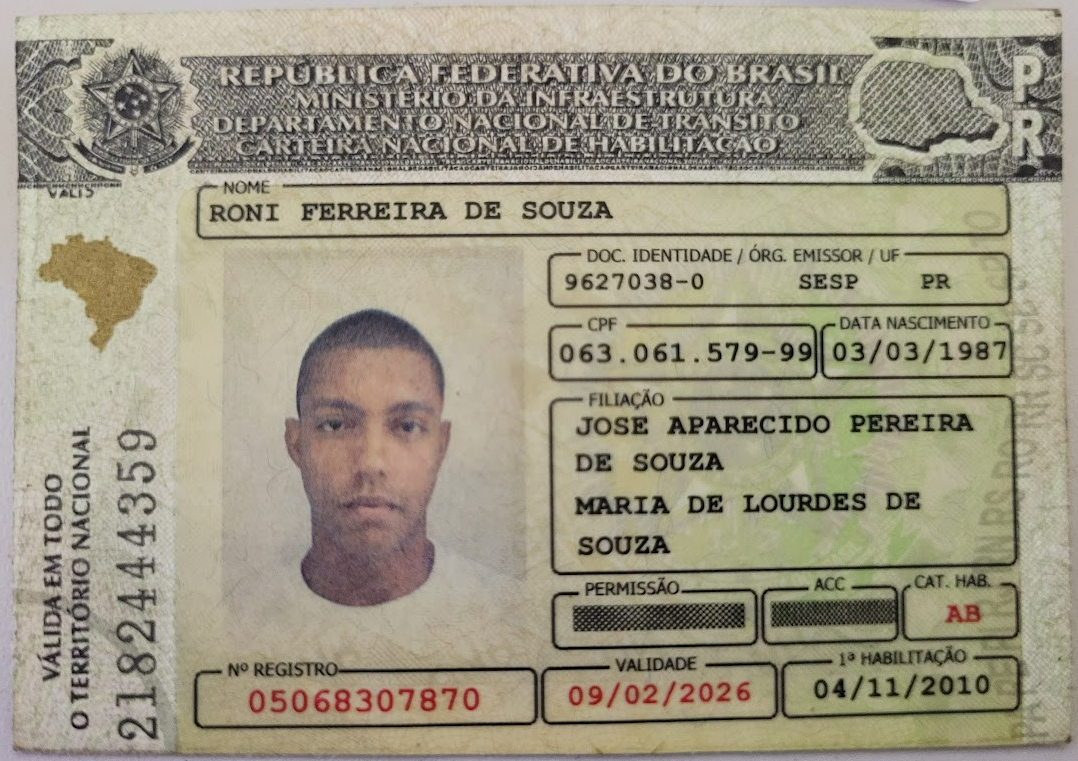 REPÚBLICA FEDERATIVA DO BRASIL
MINISTÉRIO DA INFRAESTRUTURA
DEPARTAMENTO NACIONAL DE TRÂNSITO
CARTEIRA NACIONAL DE HABILITAÇÃO
PR
NOME
RONI FERREIRA DE SOUZA
DOC. IDENTIDADE / ÓRG. EMISSOR / UF
9627038-0 SESP PR
CPF DATA NASCIMENTO
063.061.579-99 03/03/1987
FILIAÇÃO
JOSE APARECIDO PEREIRA
DE SOUZA
MARIA DE LOURDES DE
SOUZA
PERMISSÃO ACC CAT. HAB.
AB
Nº REGISTRO VALIDADE 1ª HABILITAÇÃO
05068307870 09/02/2026 04/11/2010
VÁLIDA EM TODO
O TERRITÓRIO NACIONAL
2182444359